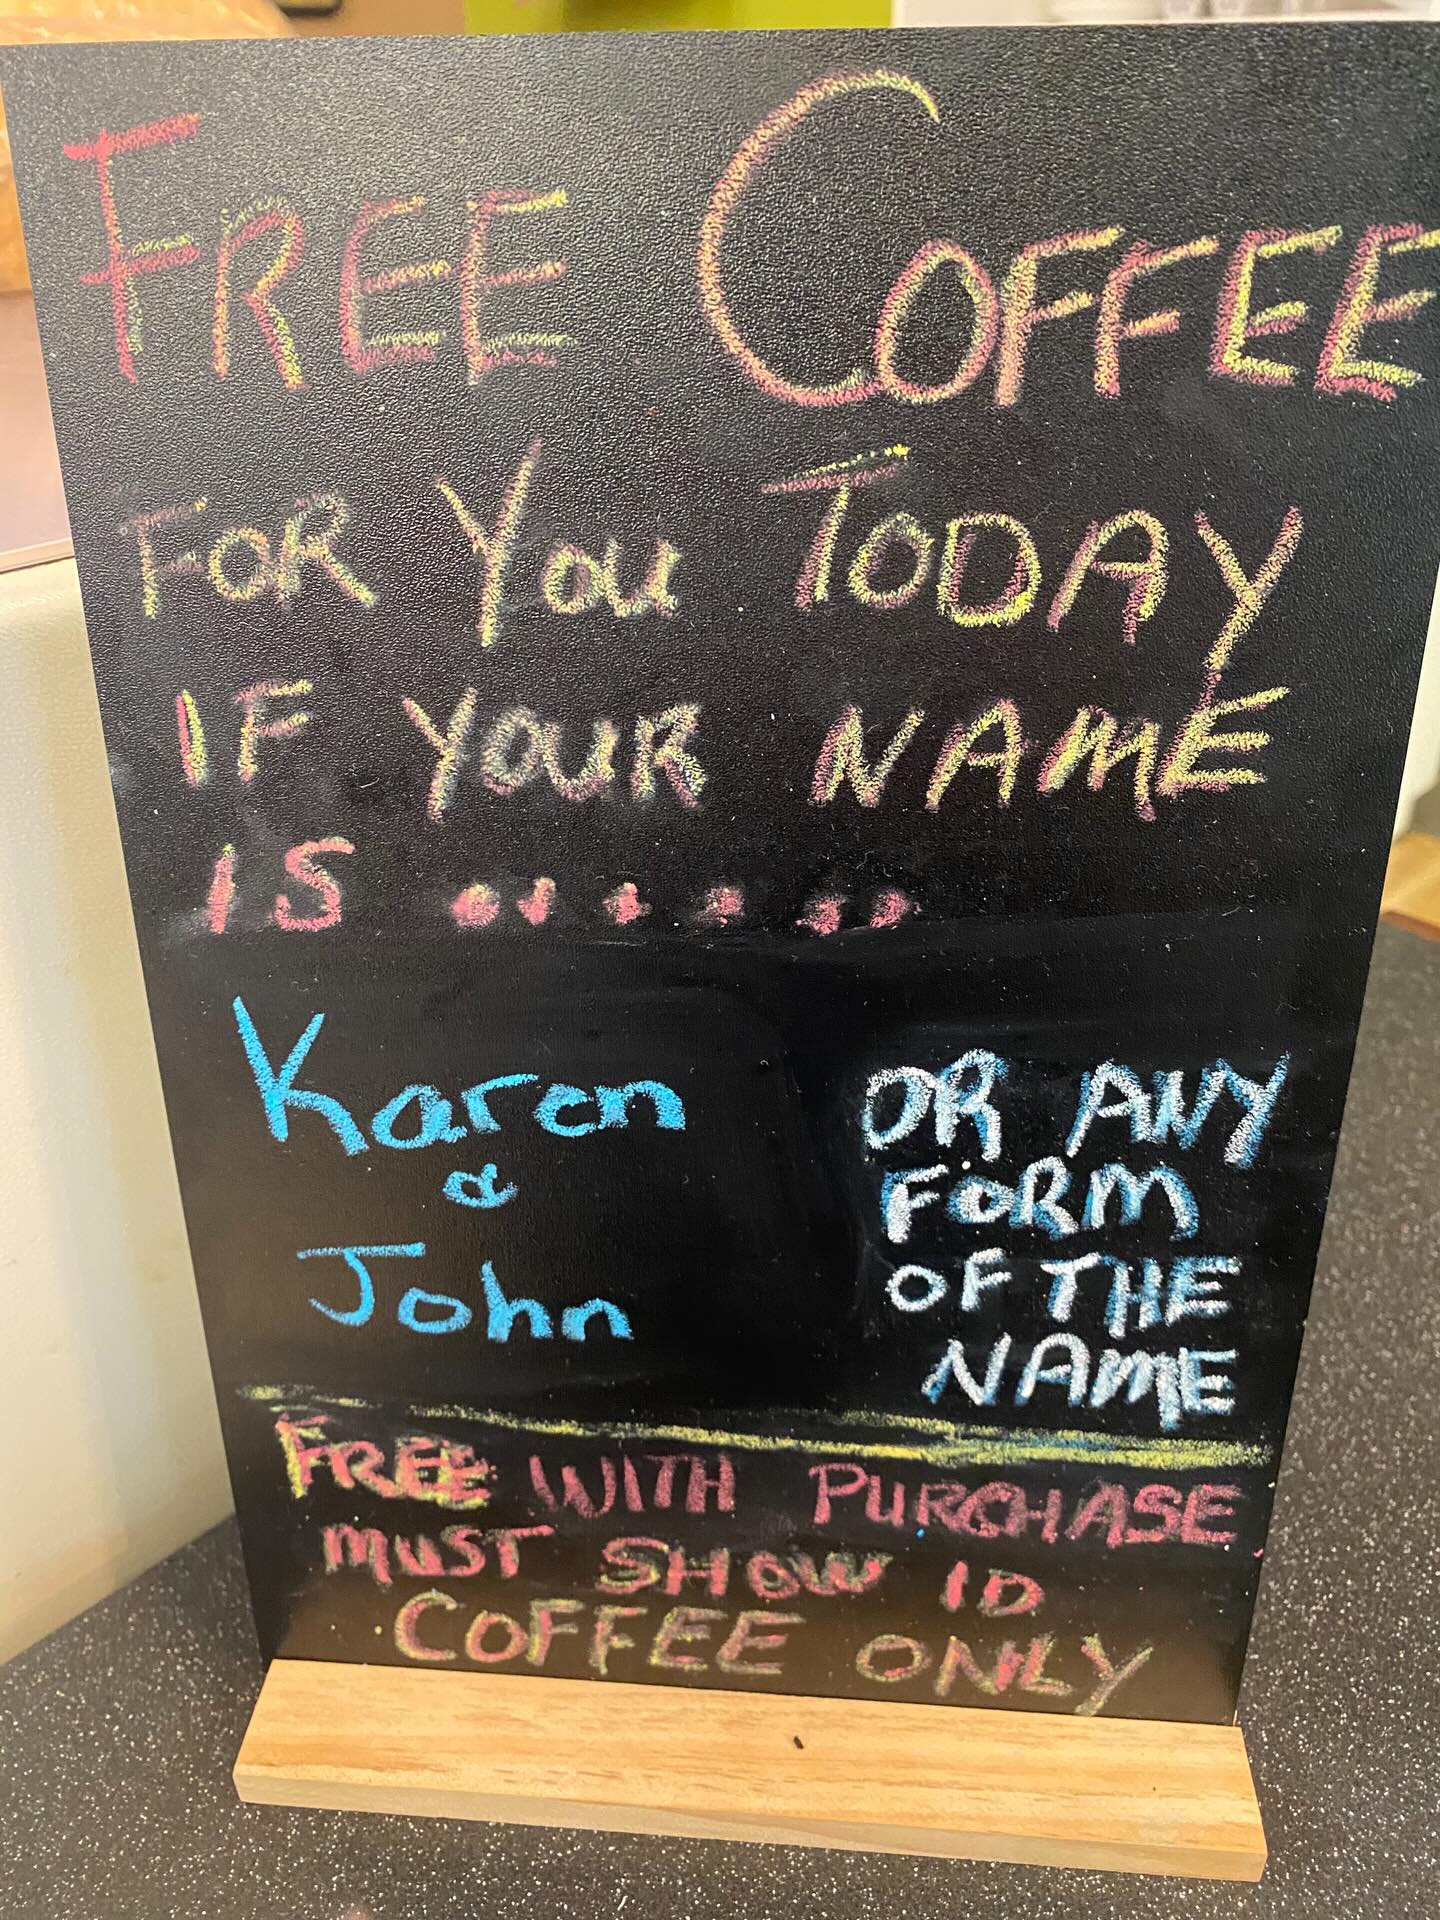 FREE COFFEE
FOR YOU TODAY
IF YOUR NAME
IS ......
Karen
&
John
OR ANY
FORM
OF THE
NAME
FREE WITH PURCHASE
MUST SHOW ID
COFFEE ONLY